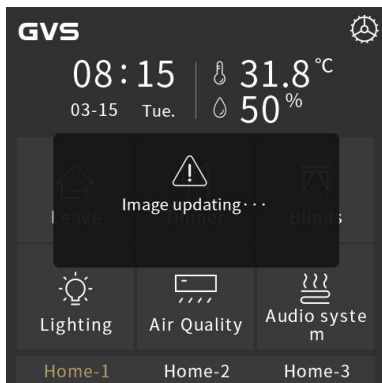 GVS
08:15
31.8°C
03-15 Tue.
50%
Image updating···
Leave
Dinner
Blinds
Lighting
Air Quality
Audio syste
m
Home-1
Home-2
Home-3